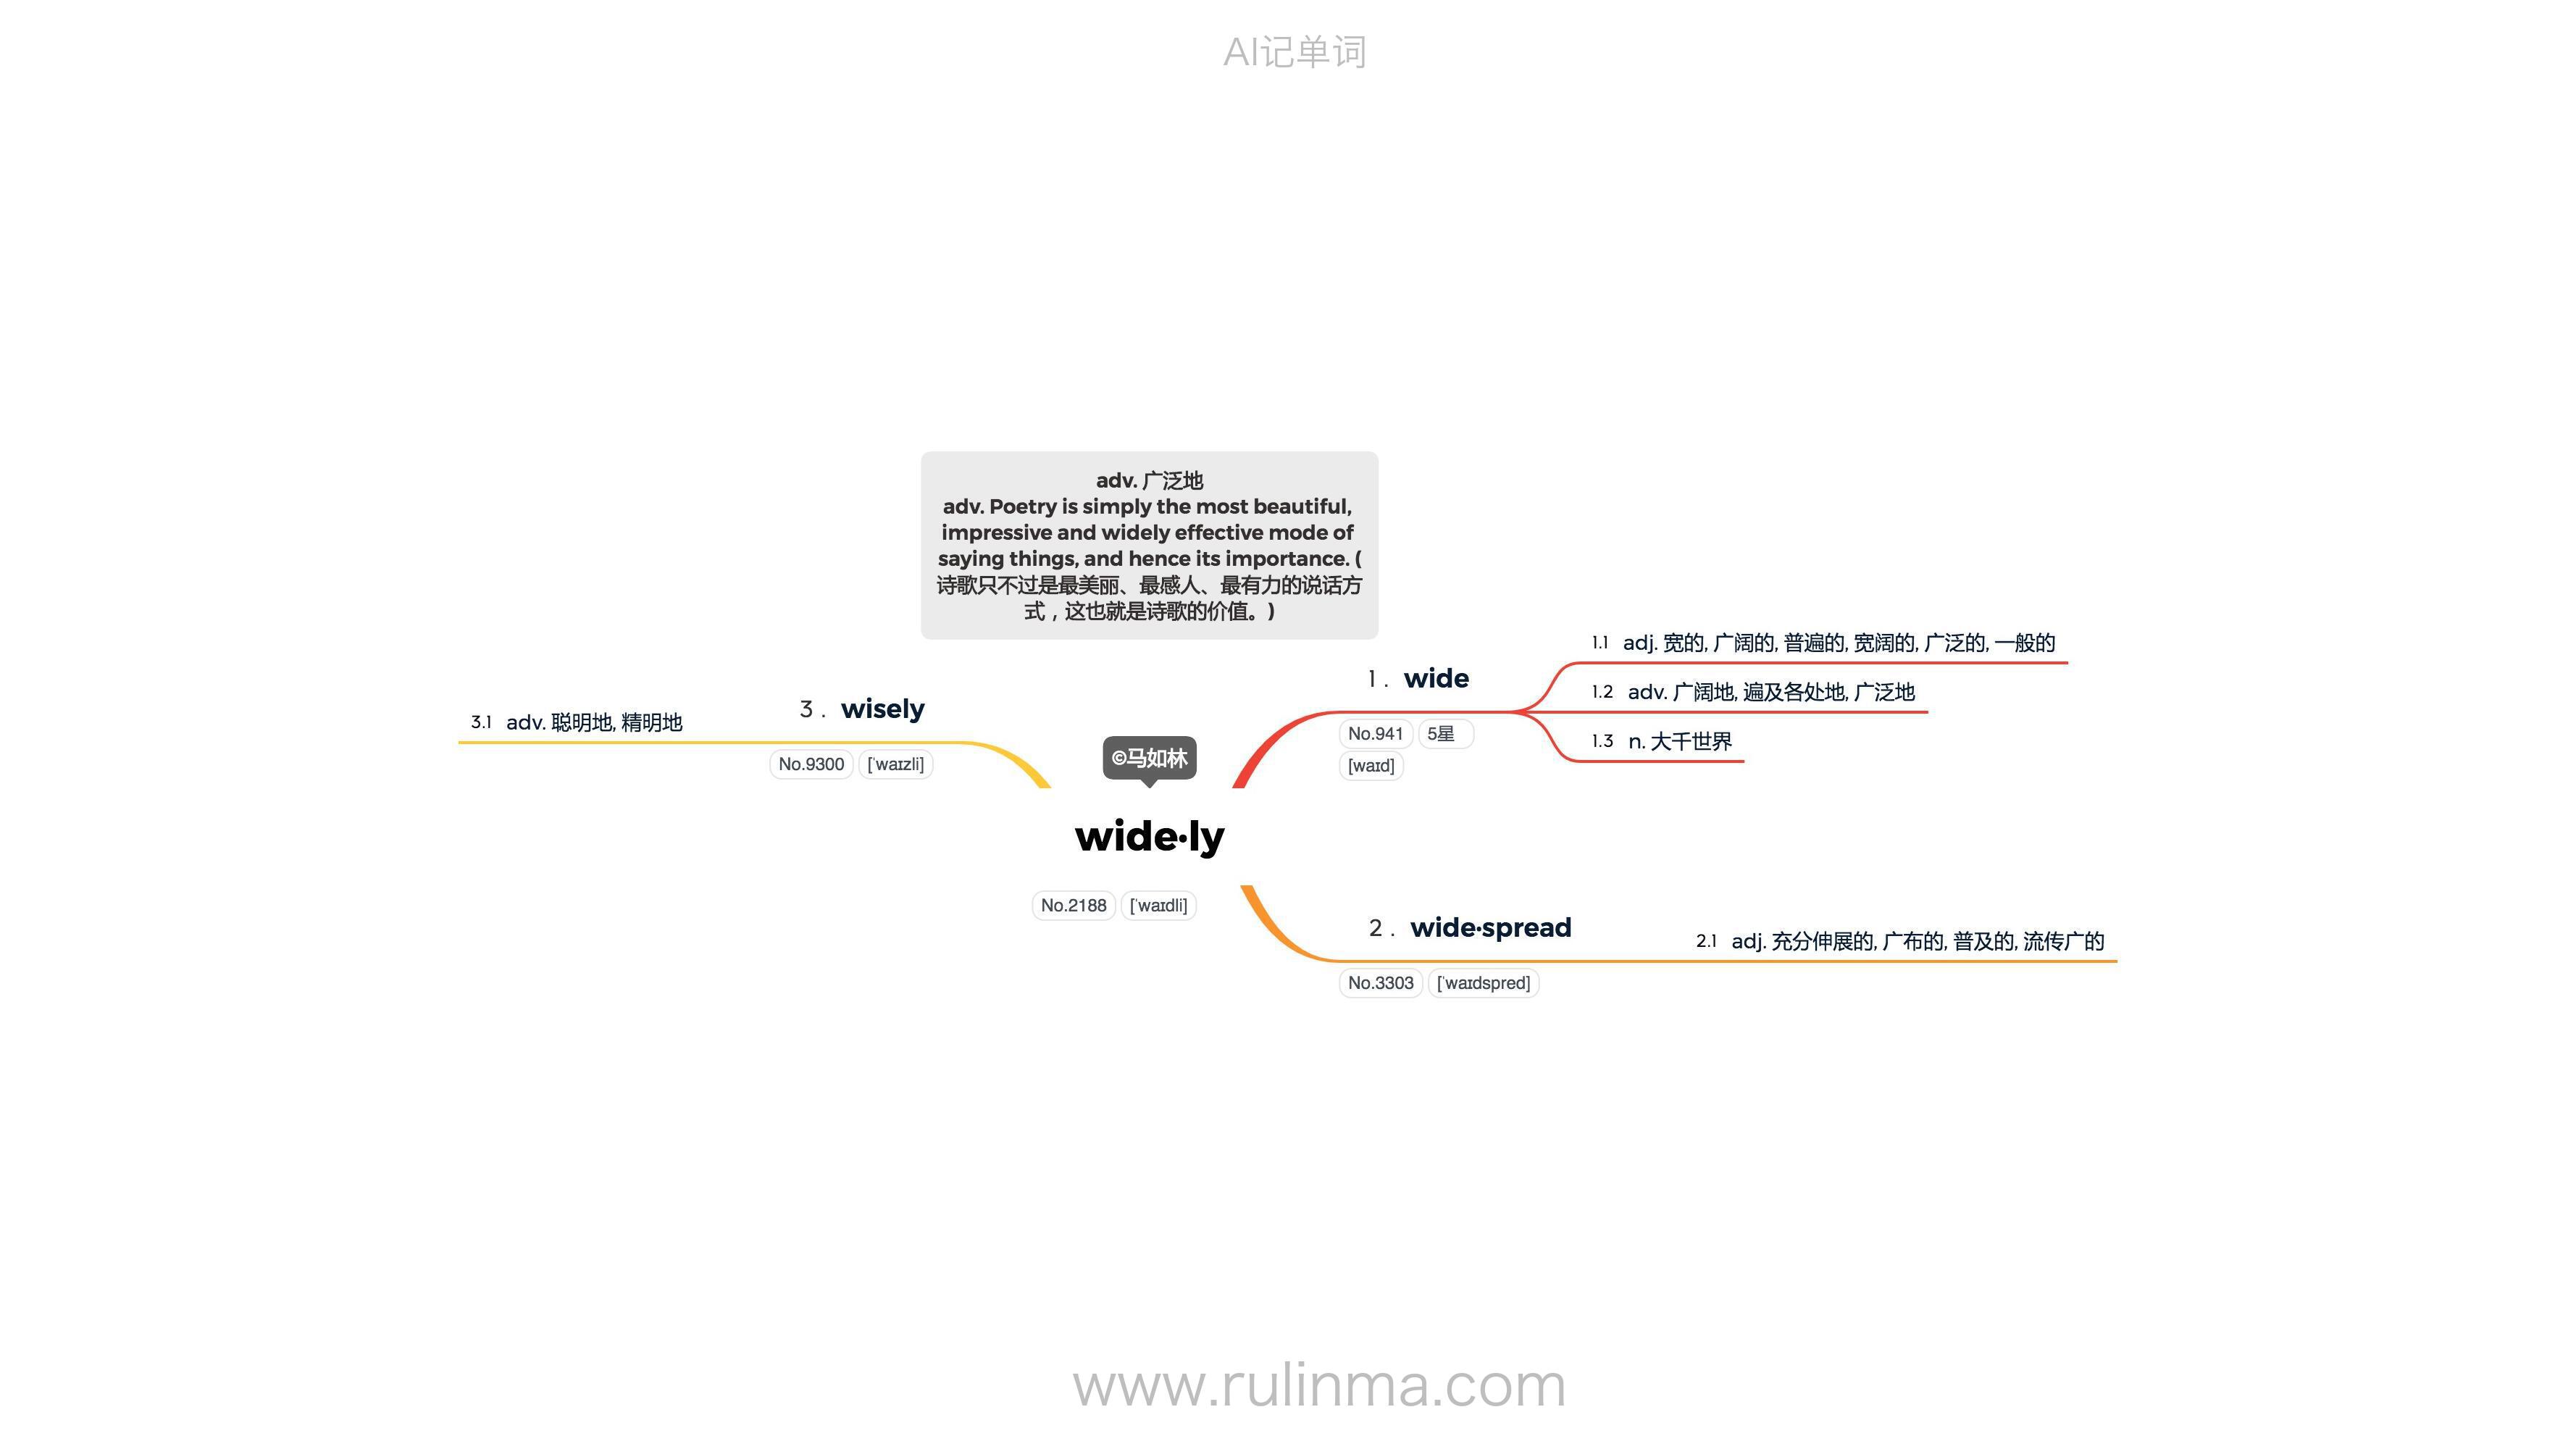 AI记单词
adv. 广泛地
adv. Poetry is simply the most beautiful,
impressive and widely effective mode of
saying things, and hence its importance. (
诗歌只不过是最美丽、最感人、最有力的说话方
式，这也就是诗歌的价值。)
©马如林
wide·ly
No.2188 [ˈwaɪdli]
1. wide
No.941 5星
[waɪd]
1.1 adj. 宽的, 广阔的, 普遍的, 宽阔的, 广泛的, 一般的
1.2 adv. 广阔地, 遍及各处地, 广泛地
1.3 n. 大千世界
2. wide·spread
No.3303 [ˈwaɪdspred]
2.1 adj. 充分伸展的, 广布的, 普及的, 流传广的
3. wisely
No.9300 [ˈwaɪzli]
3.1 adv. 聪明地, 精明地
www.rulinma.com